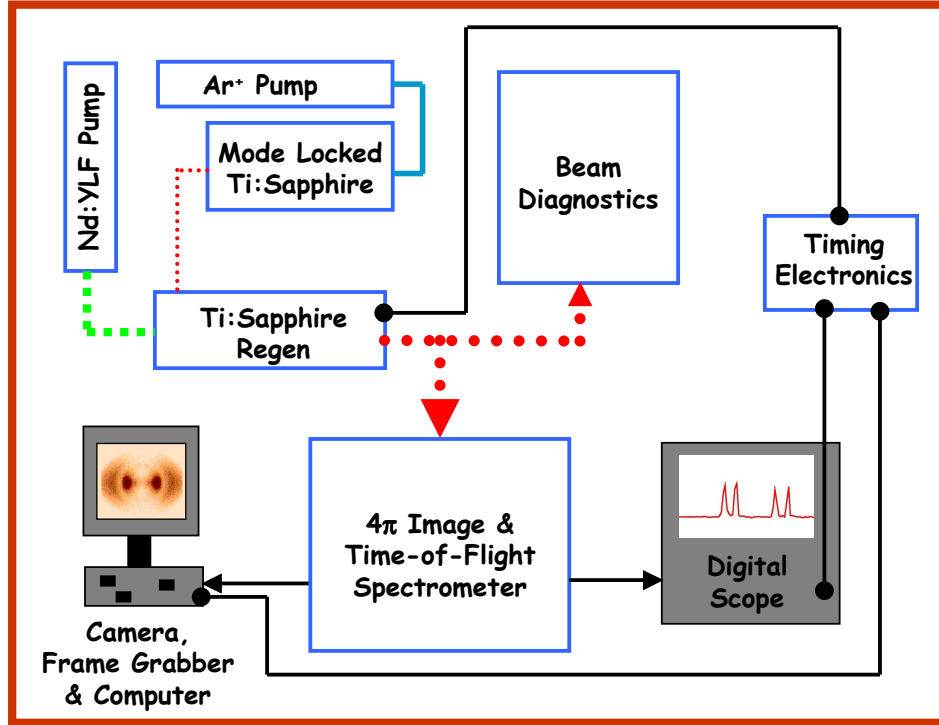 Nd:YLF Pump
Ar⁺ Pump
Mode Locked
Ti:Sapphire
Beam
Diagnostics
Timing
Electronics
Ti:Sapphire
Regen
4π Image &
Time-of-Flight
Spectrometer
Digital
Scope
Camera,
Frame Grabber
& Computer